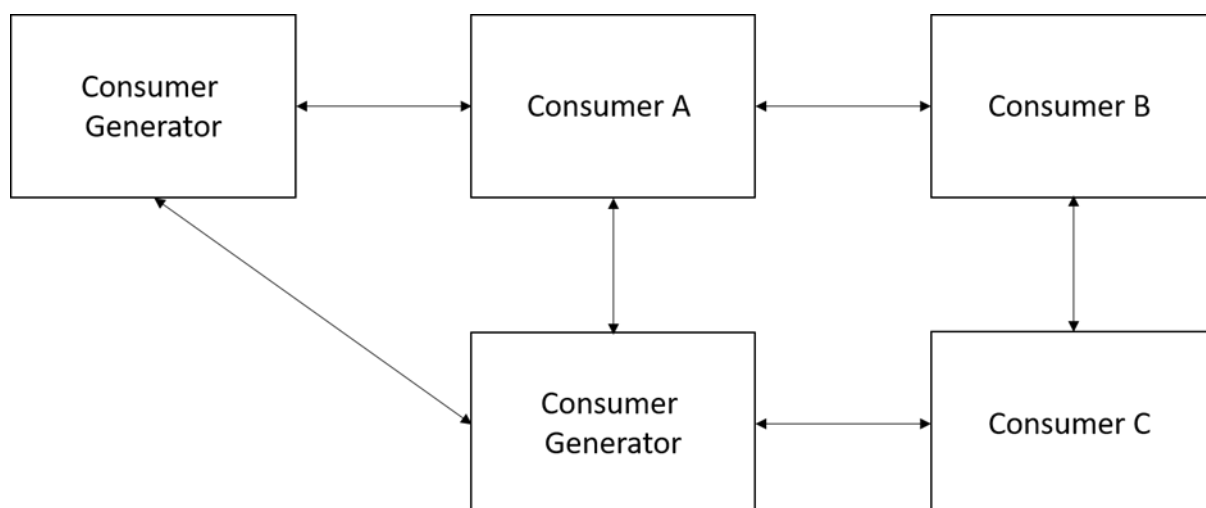 Consumer
Generator
Consumer A
Consumer B
Consumer
Generator
Consumer C